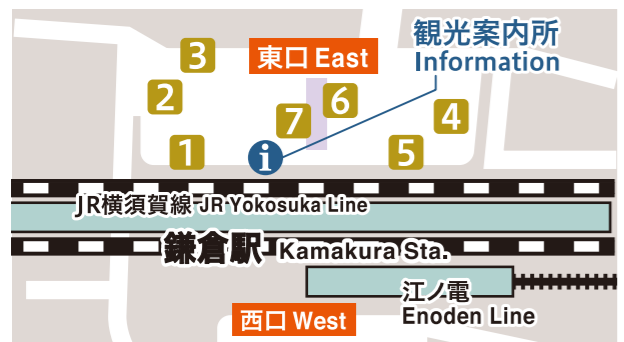 観光案内所
Information
東口 East
3
2
1
7
6
4
5
i
JR横須賀線 JR Yokosuka Line
鎌倉駅 Kamakura Sta.
江ノ電
Enoden Line
西口 West